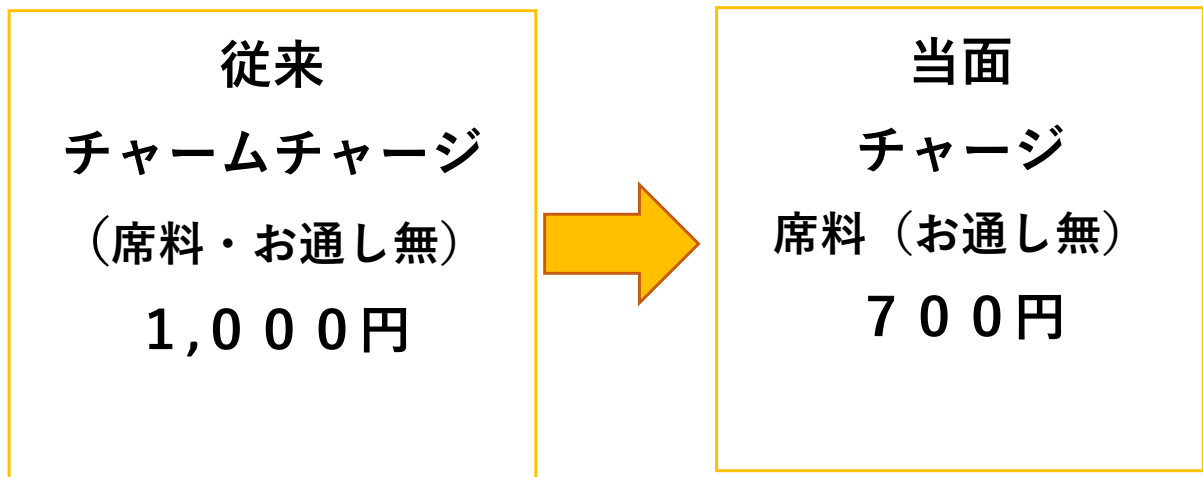 従来
チャームチャージ
（席料・お通し無）
１,０００円
当面
チャージ
席料（お通し無）
７００円